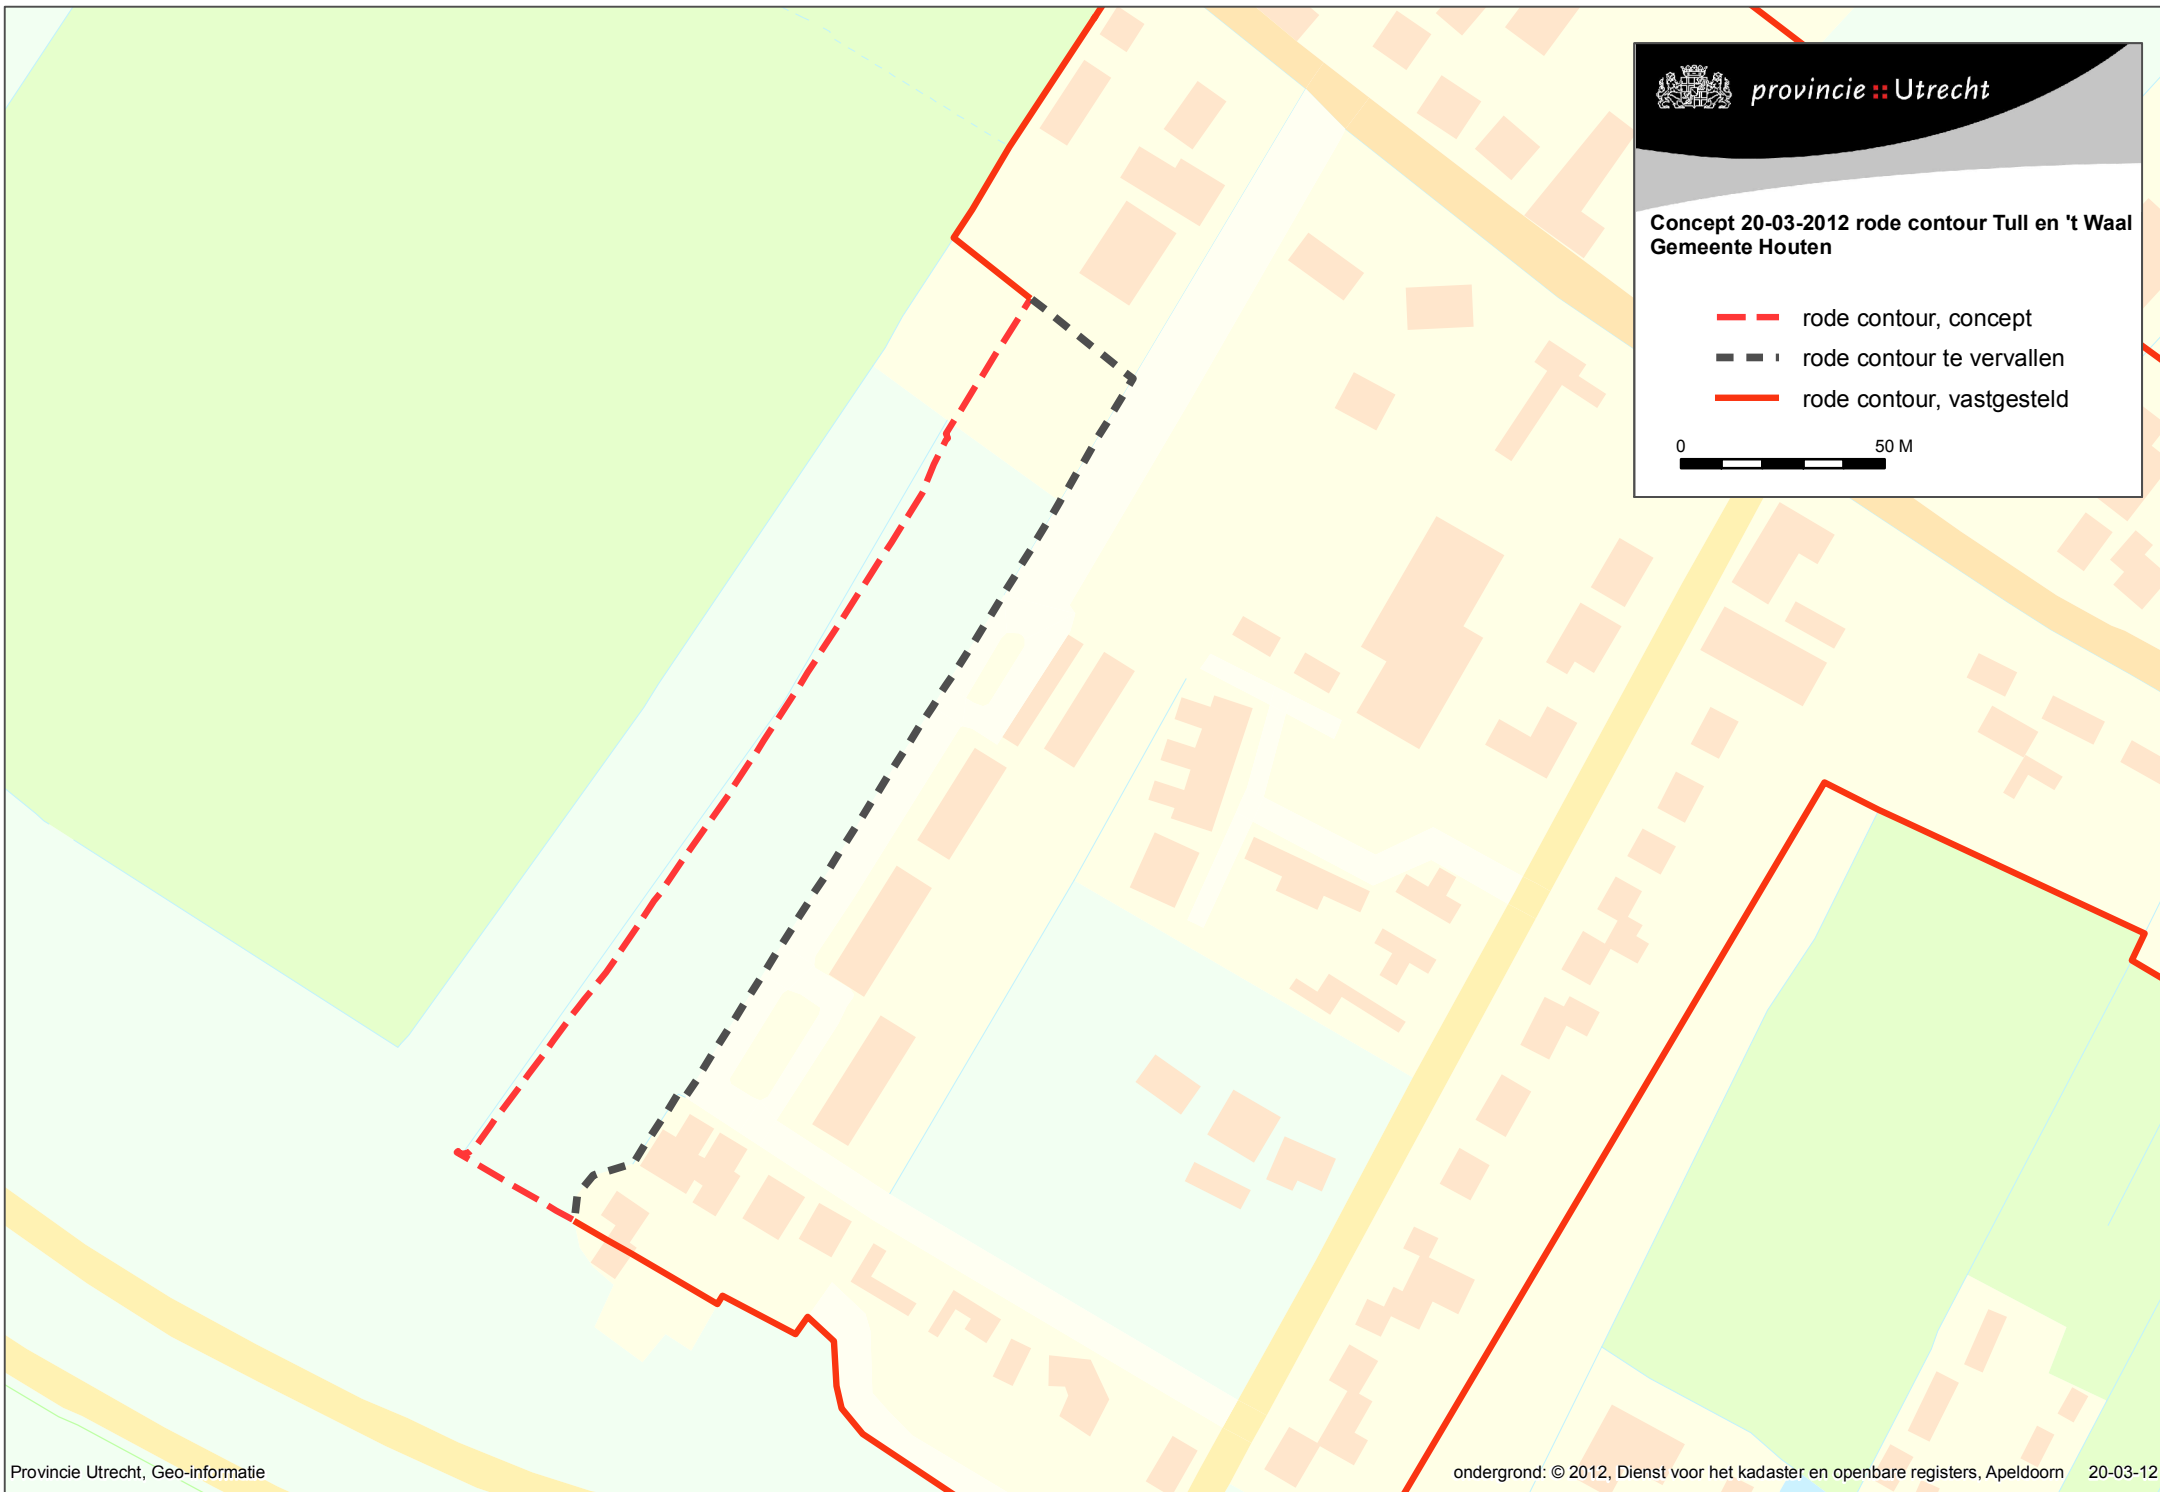 provincie :: Utrecht
Concept 20-03-2012 rode contour Tull en 't Waal
Gemeente Houten
rode contour, concept
rode contour te vervallen
rode contour, vastgesteld
0 50 M
Provincie Utrecht, Geo-informatie
ondergrond: © 2012, Dienst voor het kadaster en openbare registers, Apeldoorn 20-03-12